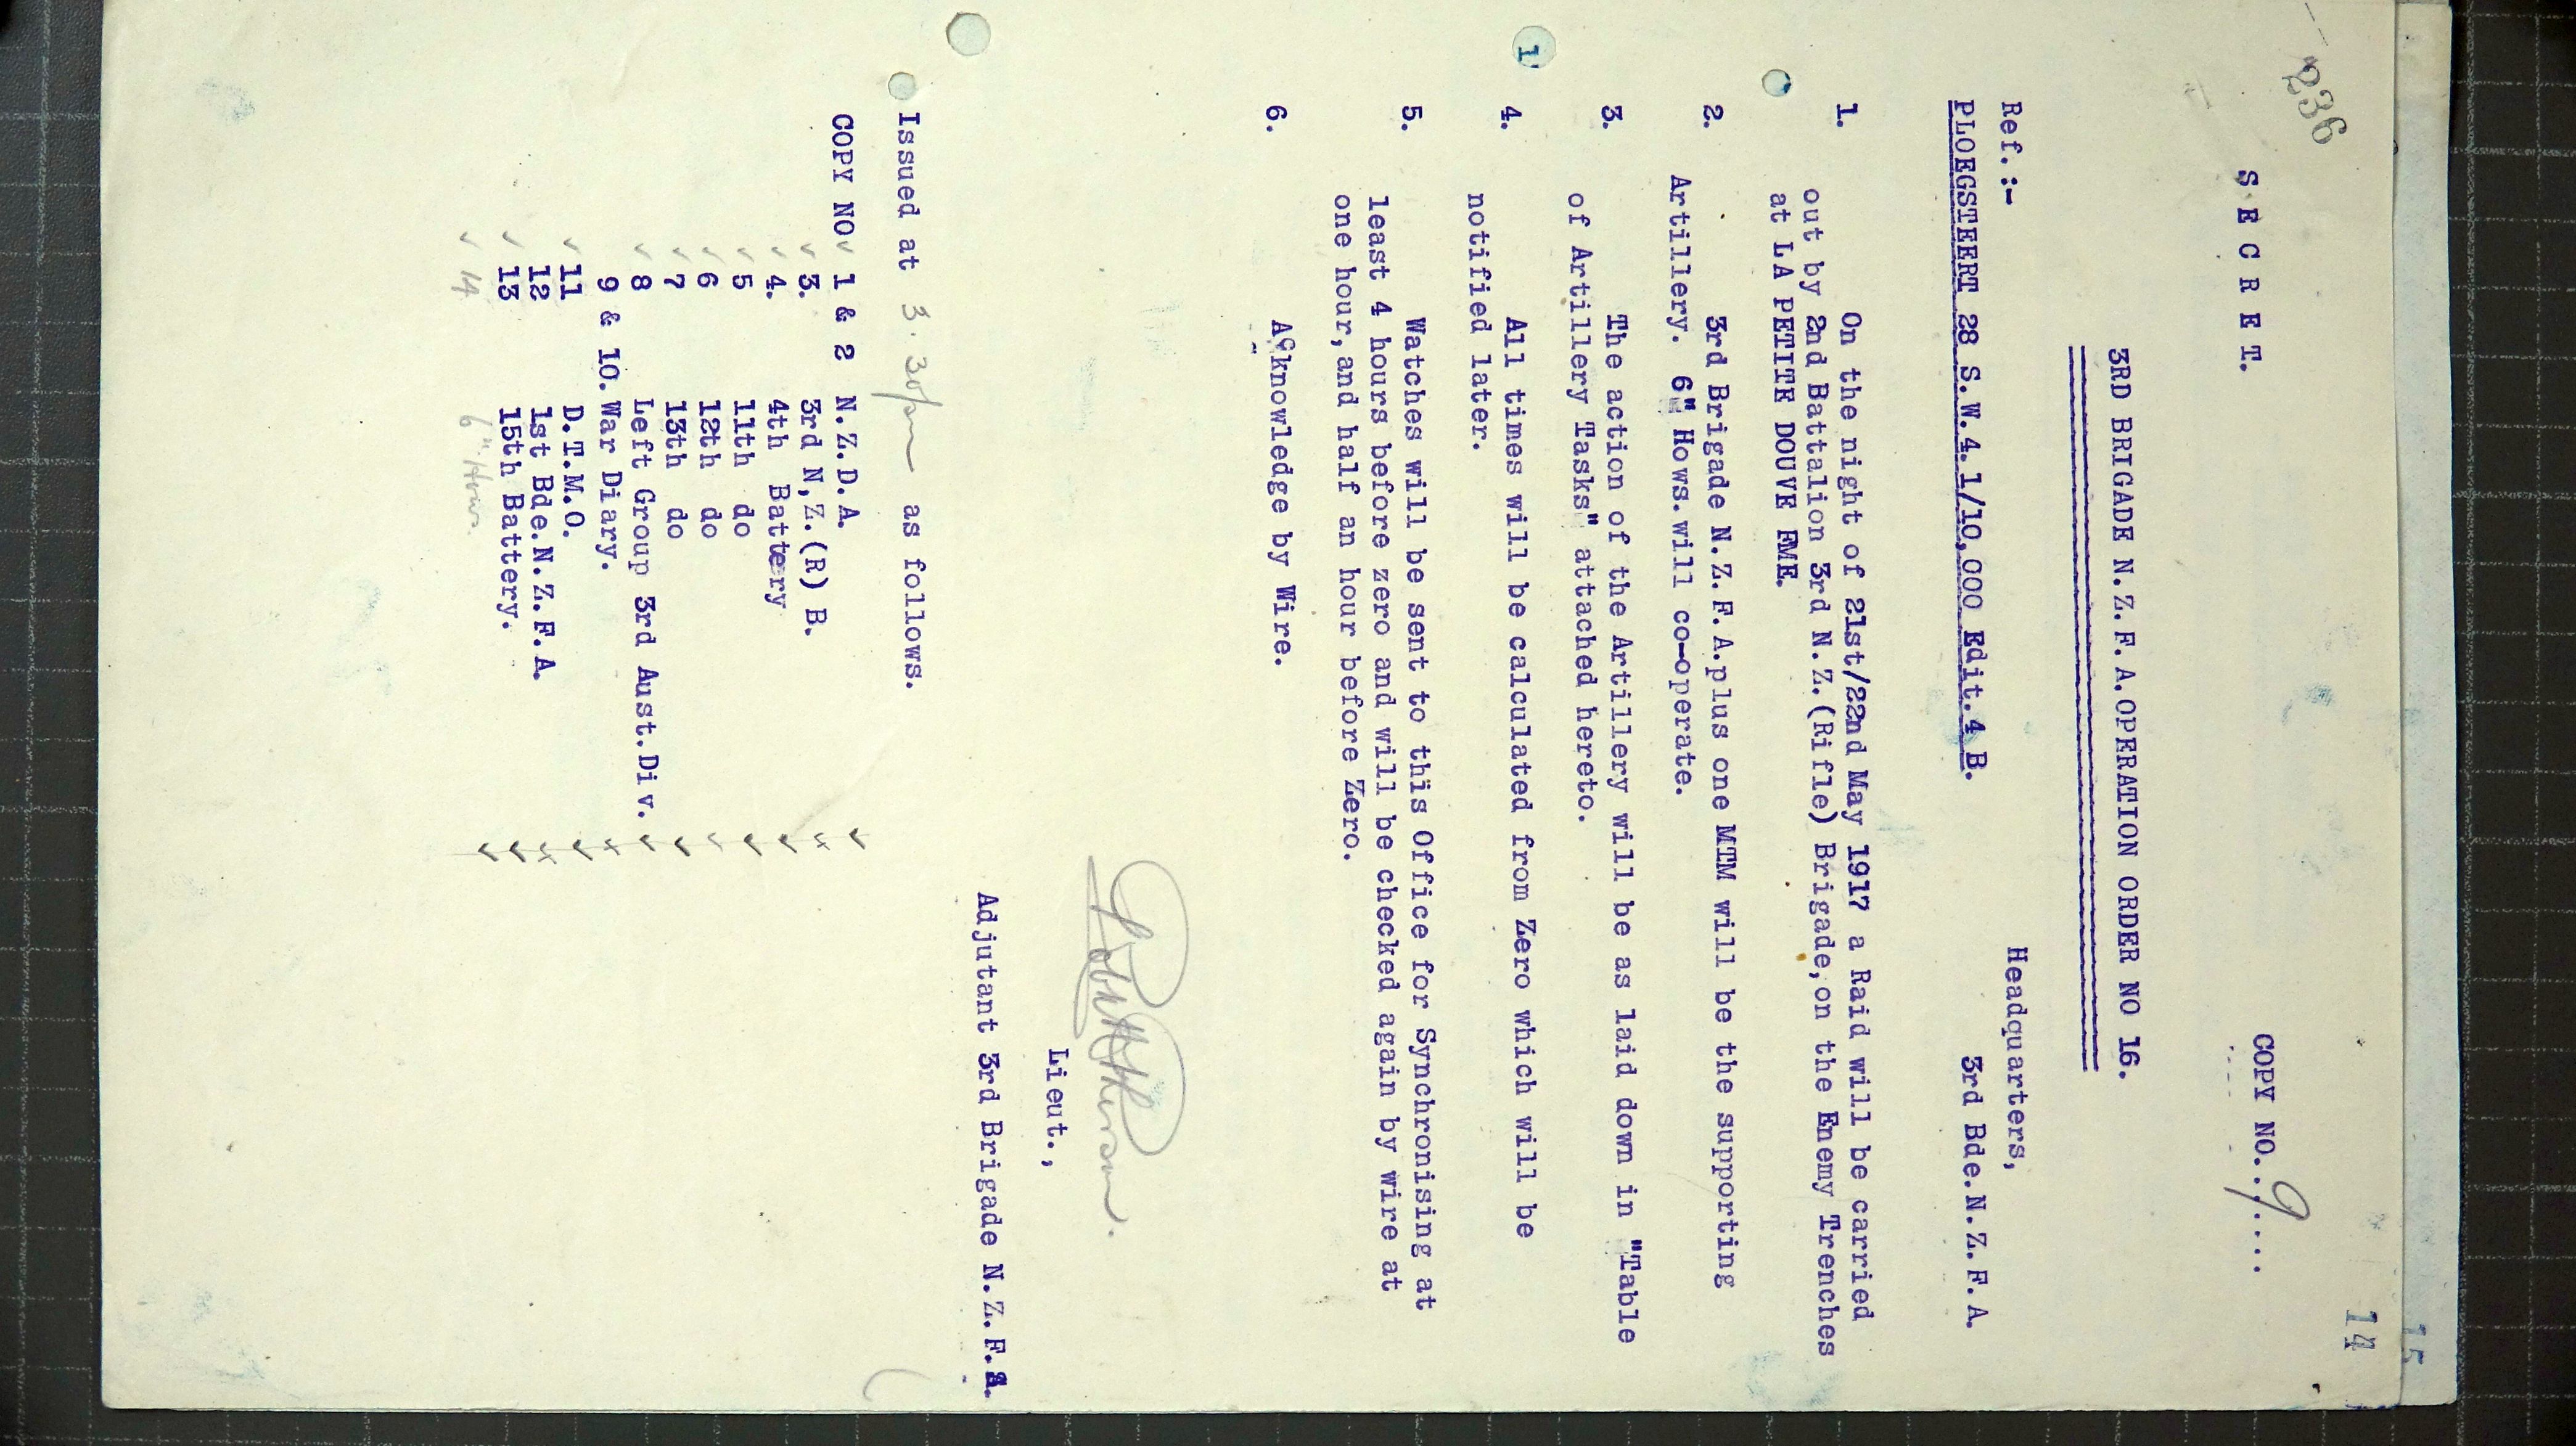 236
14
15
S E C R E T.
COPY NO. .9....
3RD BRIGADE N.Z.F.A.OPERATION ORDER NO 16.
Headquarters,
Ref.:-
3rd Bde.N.Z.F.A.
PLOEGSTEERT 28 S.W.4.1/10,000 Edit.4 B.
1. On the night of 21st/22nd May 1917 a Raid will be carried
out by 2nd Battalion 3rd N.Z.(Rifle) Brigade,on the Enemy Trenches
at LA PETITE DOUVE FME.
2. 3rd Brigade N.Z.F.A.plus one MTM will be the supporting
Artillery. 6" Hows.will co-operate.
3. The action of the Artillery will be as laid down in "Table
of Artillery Tasks" attached hereto.
4. All times will be calculated from Zero which will be
notified later.
5. Watches will be sent to this Office for Synchronising at
least 4 hours before zero and will be checked again by wire at
one hour,and half an hour before Zero.
6. Acknowledge by Wire.
Lieut.,
Adjutant 3rd Brigade N.Z.F.A.
Issued at 3.30pm as follows.
COPY NO ✓ 1 & 2 N.Z.D.A.
✓ 3. 3rd N,Z.(R) B.
✓ 4. 4th Battery
✓ 5 11th do
✓ 6 12th do
✓ 7 13th do
✓ 8 Left Group 3rd Aust.Div.
9 & 10. War Diary.
✓ 11 D.T.M.O.
12 1st Bde.N.Z.F.A.
✓ 13 15th Battery.
✓ 14 6" Hows.
1